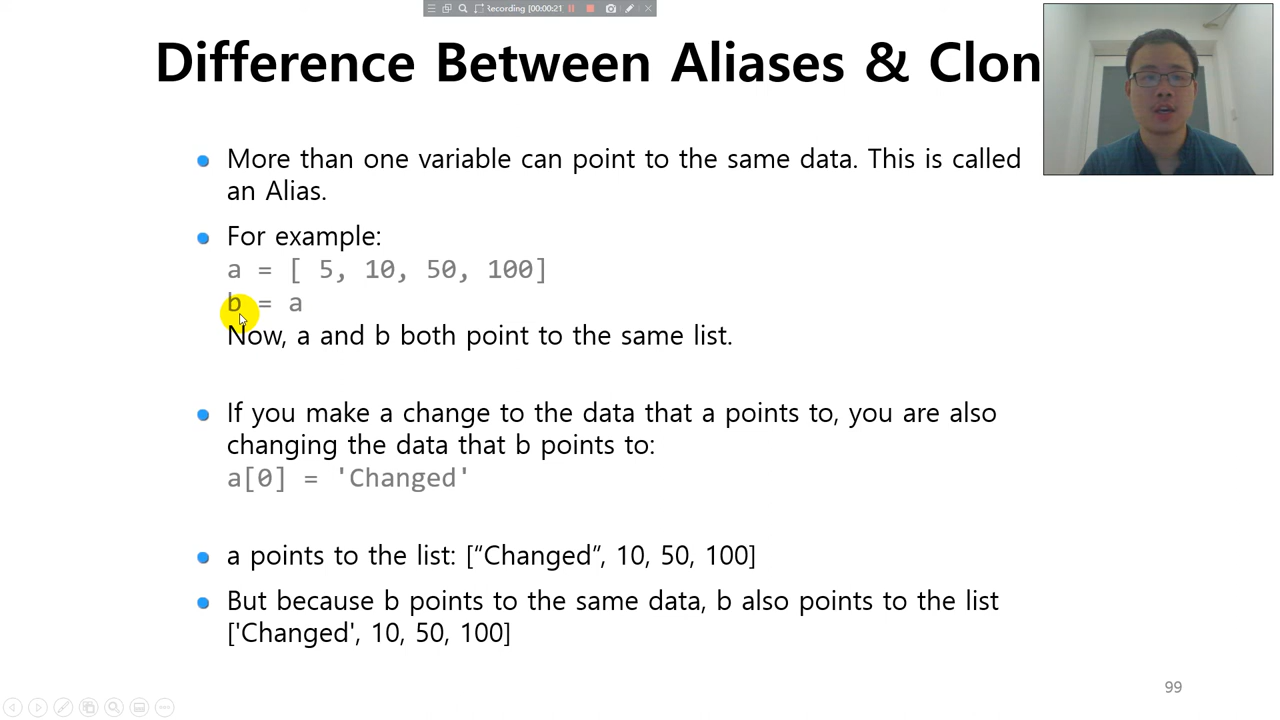 Recording [00:00:21
Difference Between Aliases & Clon
More than one variable can point to the same data. This is called
an Alias.
For example:
a = [ 5, 10, 50, 100]
b = a
Now, a and b both point to the same list.
If you make a change to the data that a points to, you are also
changing the data that b points to:
a[0] = 'Changed'
a points to the list: [“Changed”, 10, 50, 100]
But because b points to the same data, b also points to the list
['Changed', 10, 50, 100]
99